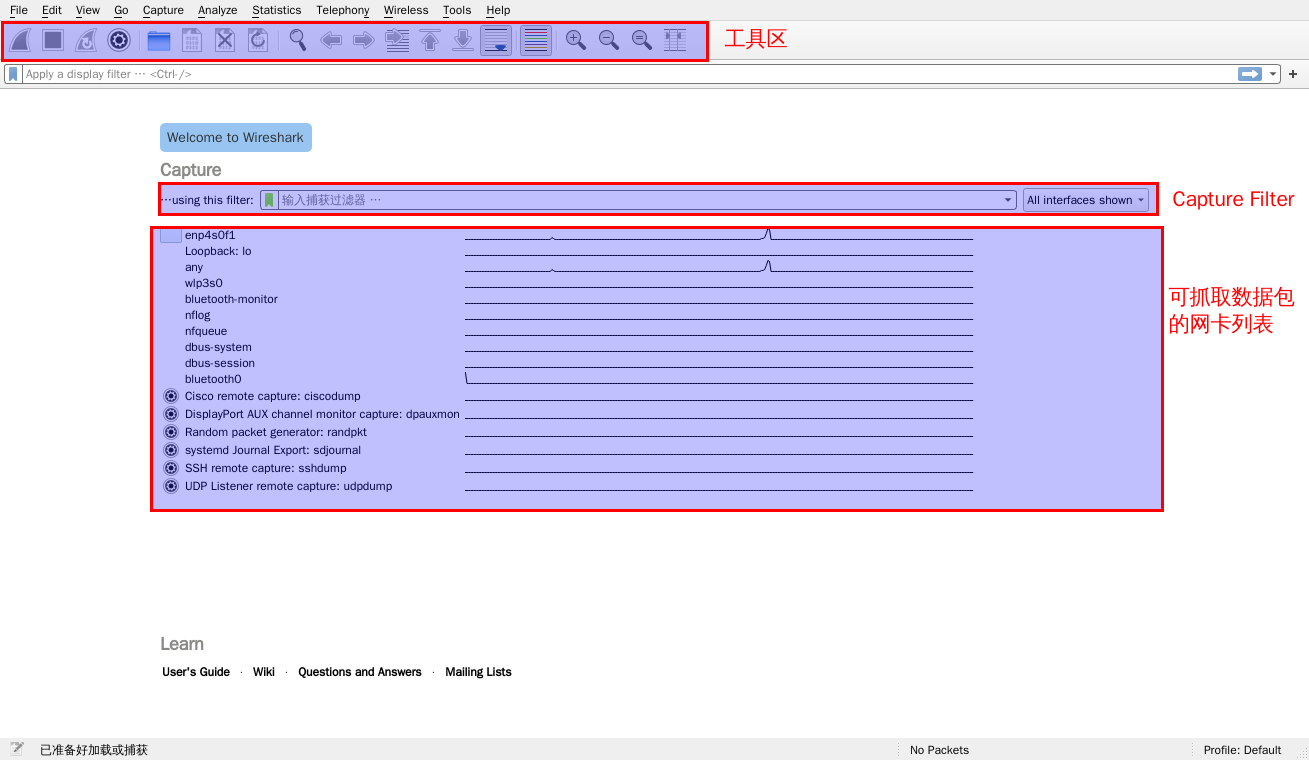 File Edit View Go Capture Analyze Statistics Telephony Wireless Tools Help
工具区
Apply a display filter … <Ctrl-/>
+
Welcome to Wireshark
Capture
…using this filter: 输入捕获过滤器 … All interfaces shown
Capture Filter
enp4s0f1
Loopback: lo
any
wlp3s0
bluetooth-monitor
nflog
nfqueue
dbus-system
dbus-session
bluetooth0
Cisco remote capture: ciscodump
DisplayPort AUX channel monitor capture: dpauxmon
Random packet generator: randpkt
systemd Journal Export: sdjournal
SSH remote capture: sshdump
UDP Listener remote capture: udpdump
可抓取数据包
的网卡列表
Learn
User's Guide · Wiki · Questions and Answers · Mailing Lists
已准备好加载或捕获 No Packets Profile: Default